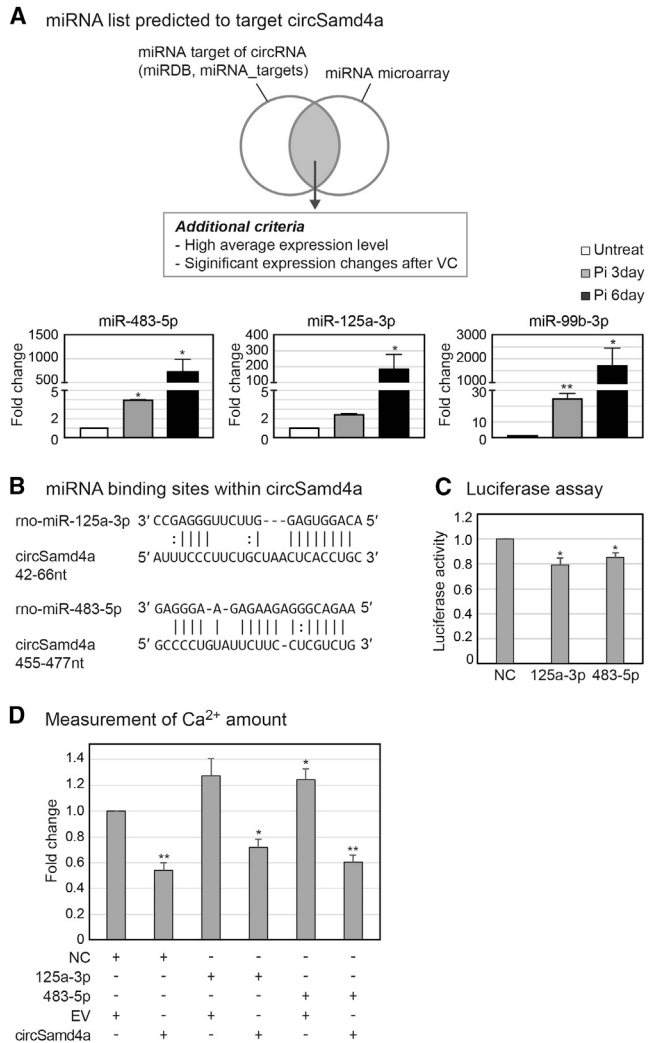 A miRNA list predicted to target circSamd4a
miRNA target of circRNA
(miRDB, miRNA_targets)
miRNA microarray
Additional criteria
- High average expression level
- Siginificant expression changes after VC
Untreat
Pi 3day
Pi 6day
miR-483-5p
Fold change
1500
1000
500
5
2
0
*
*
miR-125a-3p
Fold change
400
300
200
100
5
2
0
*
miR-99b-3p
Fold change
3000
2000
1000
30
10
0
**
*
B miRNA binding sites within circSamd4a
rno-miR-125a-3p 3′ CCGAGGGUUCUUG---GAGUGGACA 5′
:|||| :| ||||||||
circSamd4a 5′ AUUUCCCUUCUGCUAACUCACCUGC 3′
42-66nt
rno-miR-483-5p 3′ GAGGGA-A-GAGAAGAGGGCAGAA 5′
|||| | ||||| |:|||||
circSamd4a 5′ GCCCCUGUAUUCUUC-CUCGUCUG 3′
455-477nt
C Luciferase assay
Luciferase activity
1.2
1.0
0.8
0.6
0.4
0.2
0
*
*
NC 125a-3p 483-5p
D Measurement of Ca2+ amount
Fold change
1.4
1.2
1.0
0.8
0.6
0.4
0.2
0
**
*
*
**
NC + + - - - -
125a-3p - - + + - -
483-5p - - - - + +
EV + - + - + -
circSamd4a - + - + - +